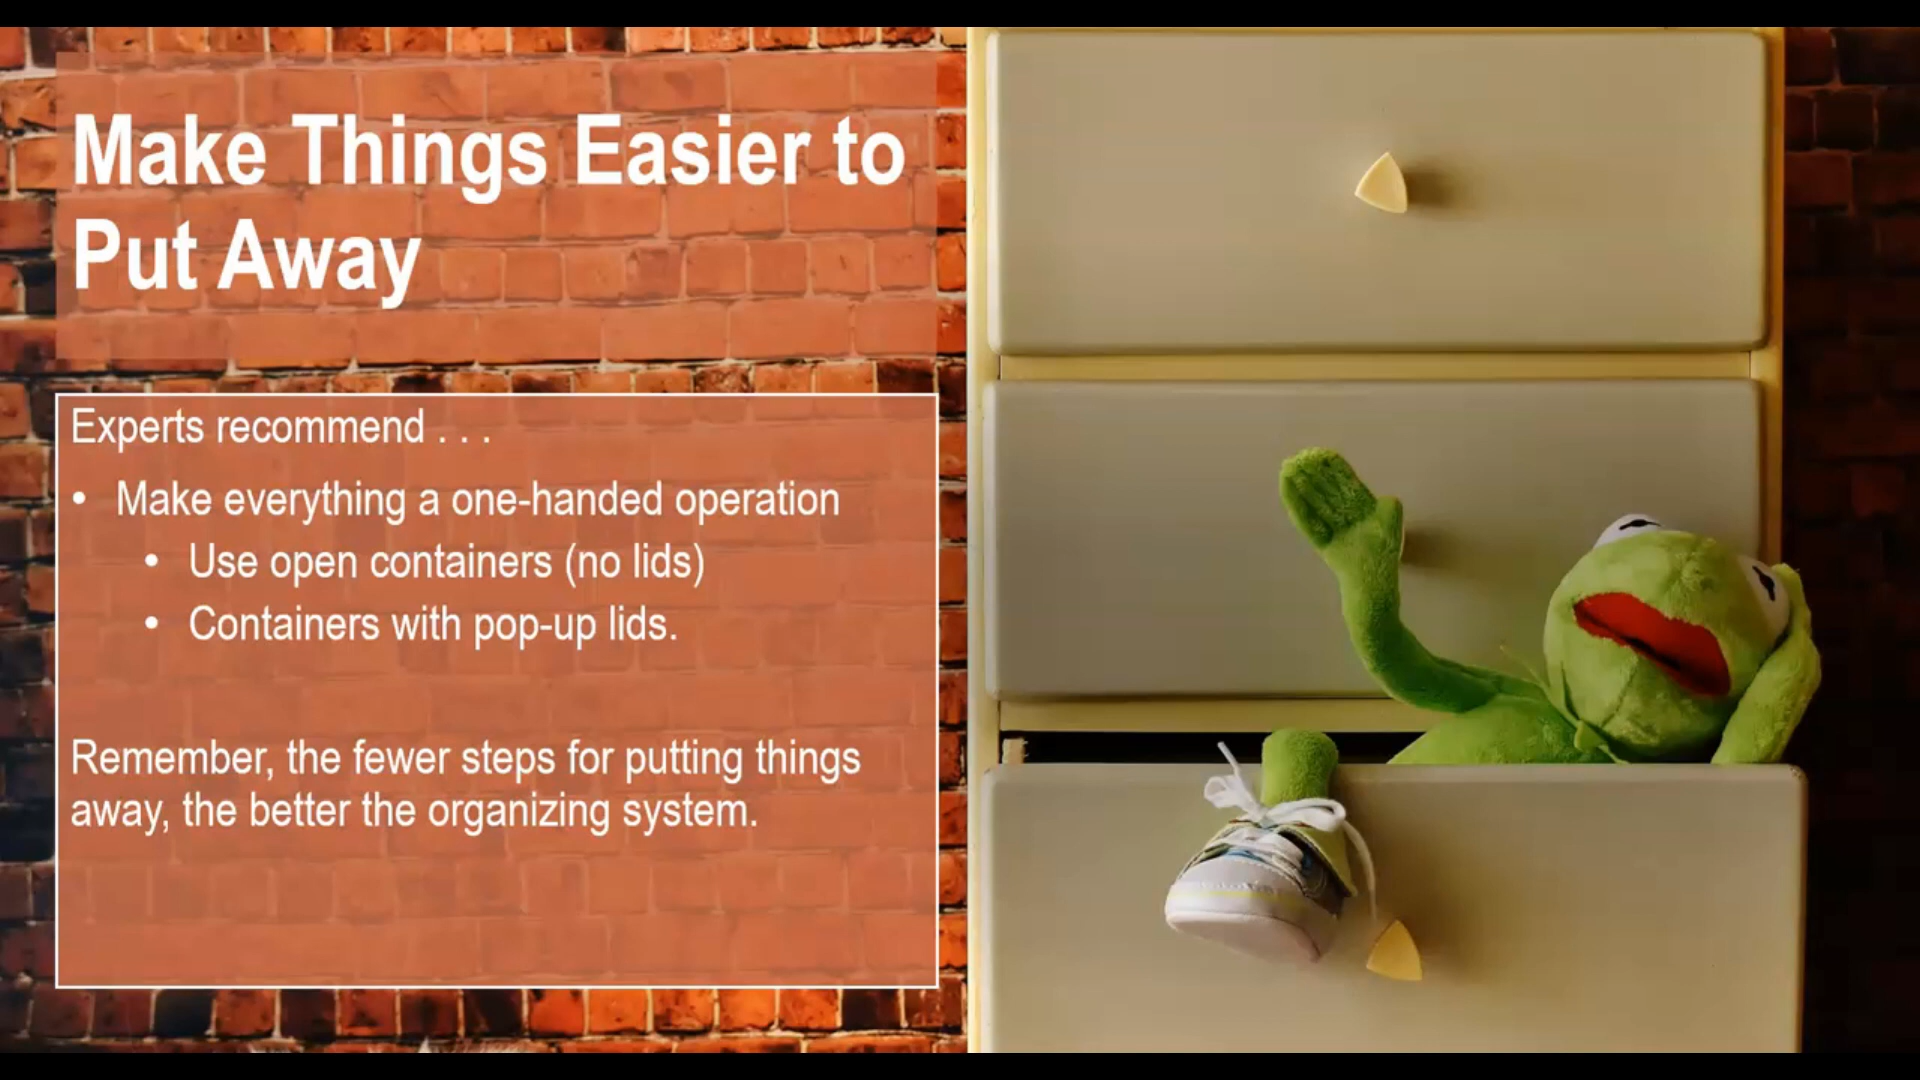 Make Things Easier to
Put Away
Experts recommend . . .
• Make everything a one-handed operation
• Use open containers (no lids)
• Containers with pop-up lids.
Remember, the fewer steps for putting things
away, the better the organizing system.